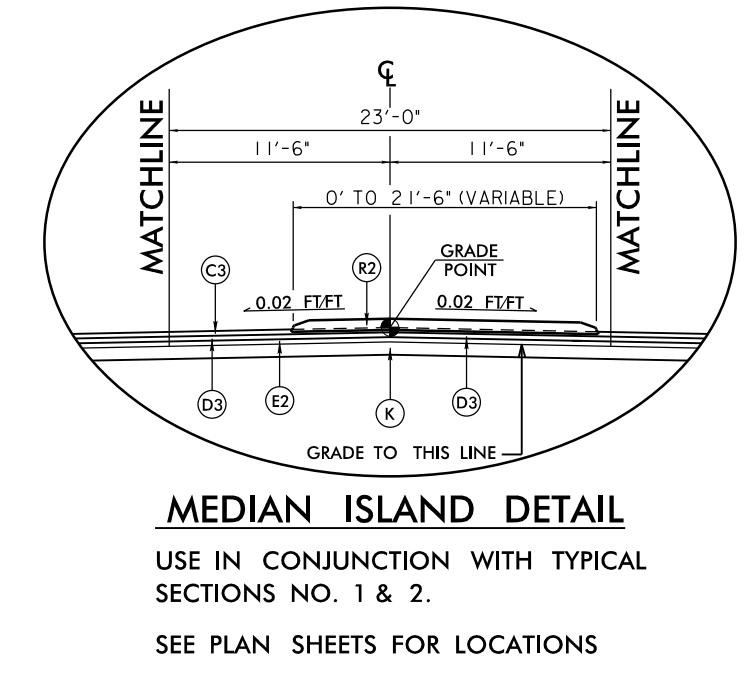 ℄
23'-0"
11'-6" 11'-6"
MATCHLINE
MATCHLINE
0' TO 21'-6" (VARIABLE)
GRADE
POINT
C3
R2
0.02 FT/FT
0.02 FT/FT
D3
E2
K
D3
GRADE TO THIS LINE
MEDIAN ISLAND DETAIL
USE IN CONJUNCTION WITH TYPICAL
SECTIONS NO. 1 & 2.
SEE PLAN SHEETS FOR LOCATIONS